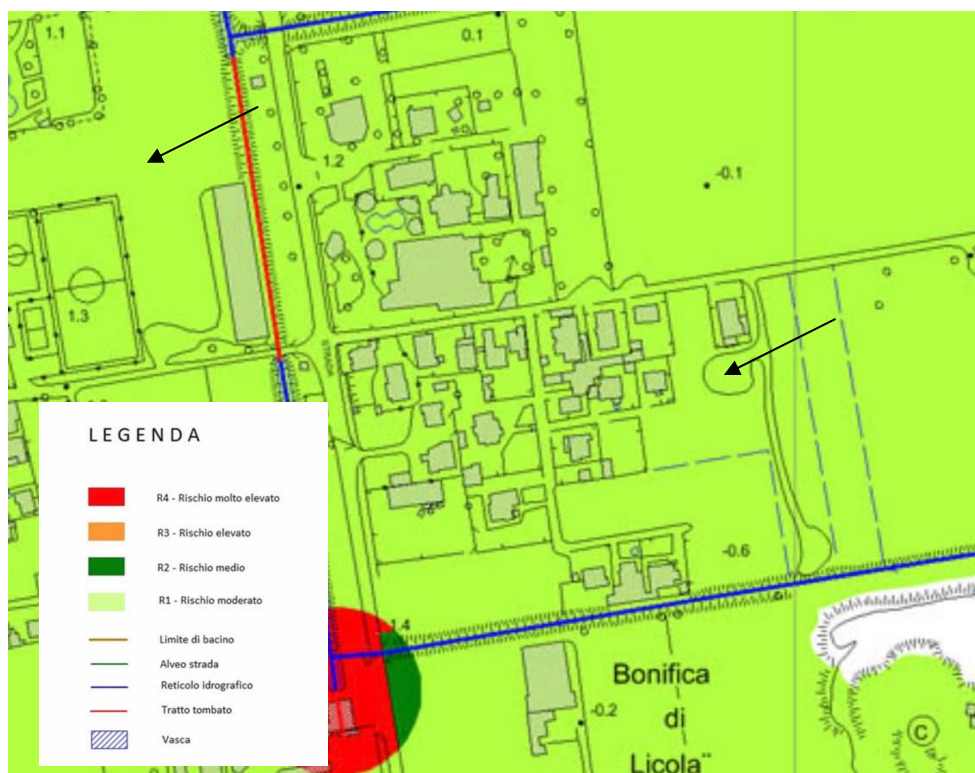 1.1
0.1
1.2
-0.1
1.3
LEGENDA
R4 - Rischio molto elevato
R3 - Rischio elevato
R2 - Rischio medio
R1 - Rischio moderato
Limite di bacino
Alveo strada
Reticolo idrografico
Tratto tombato
Vasca
-0.6
1.4
-0.2
Bonifica
di
Licola"
C